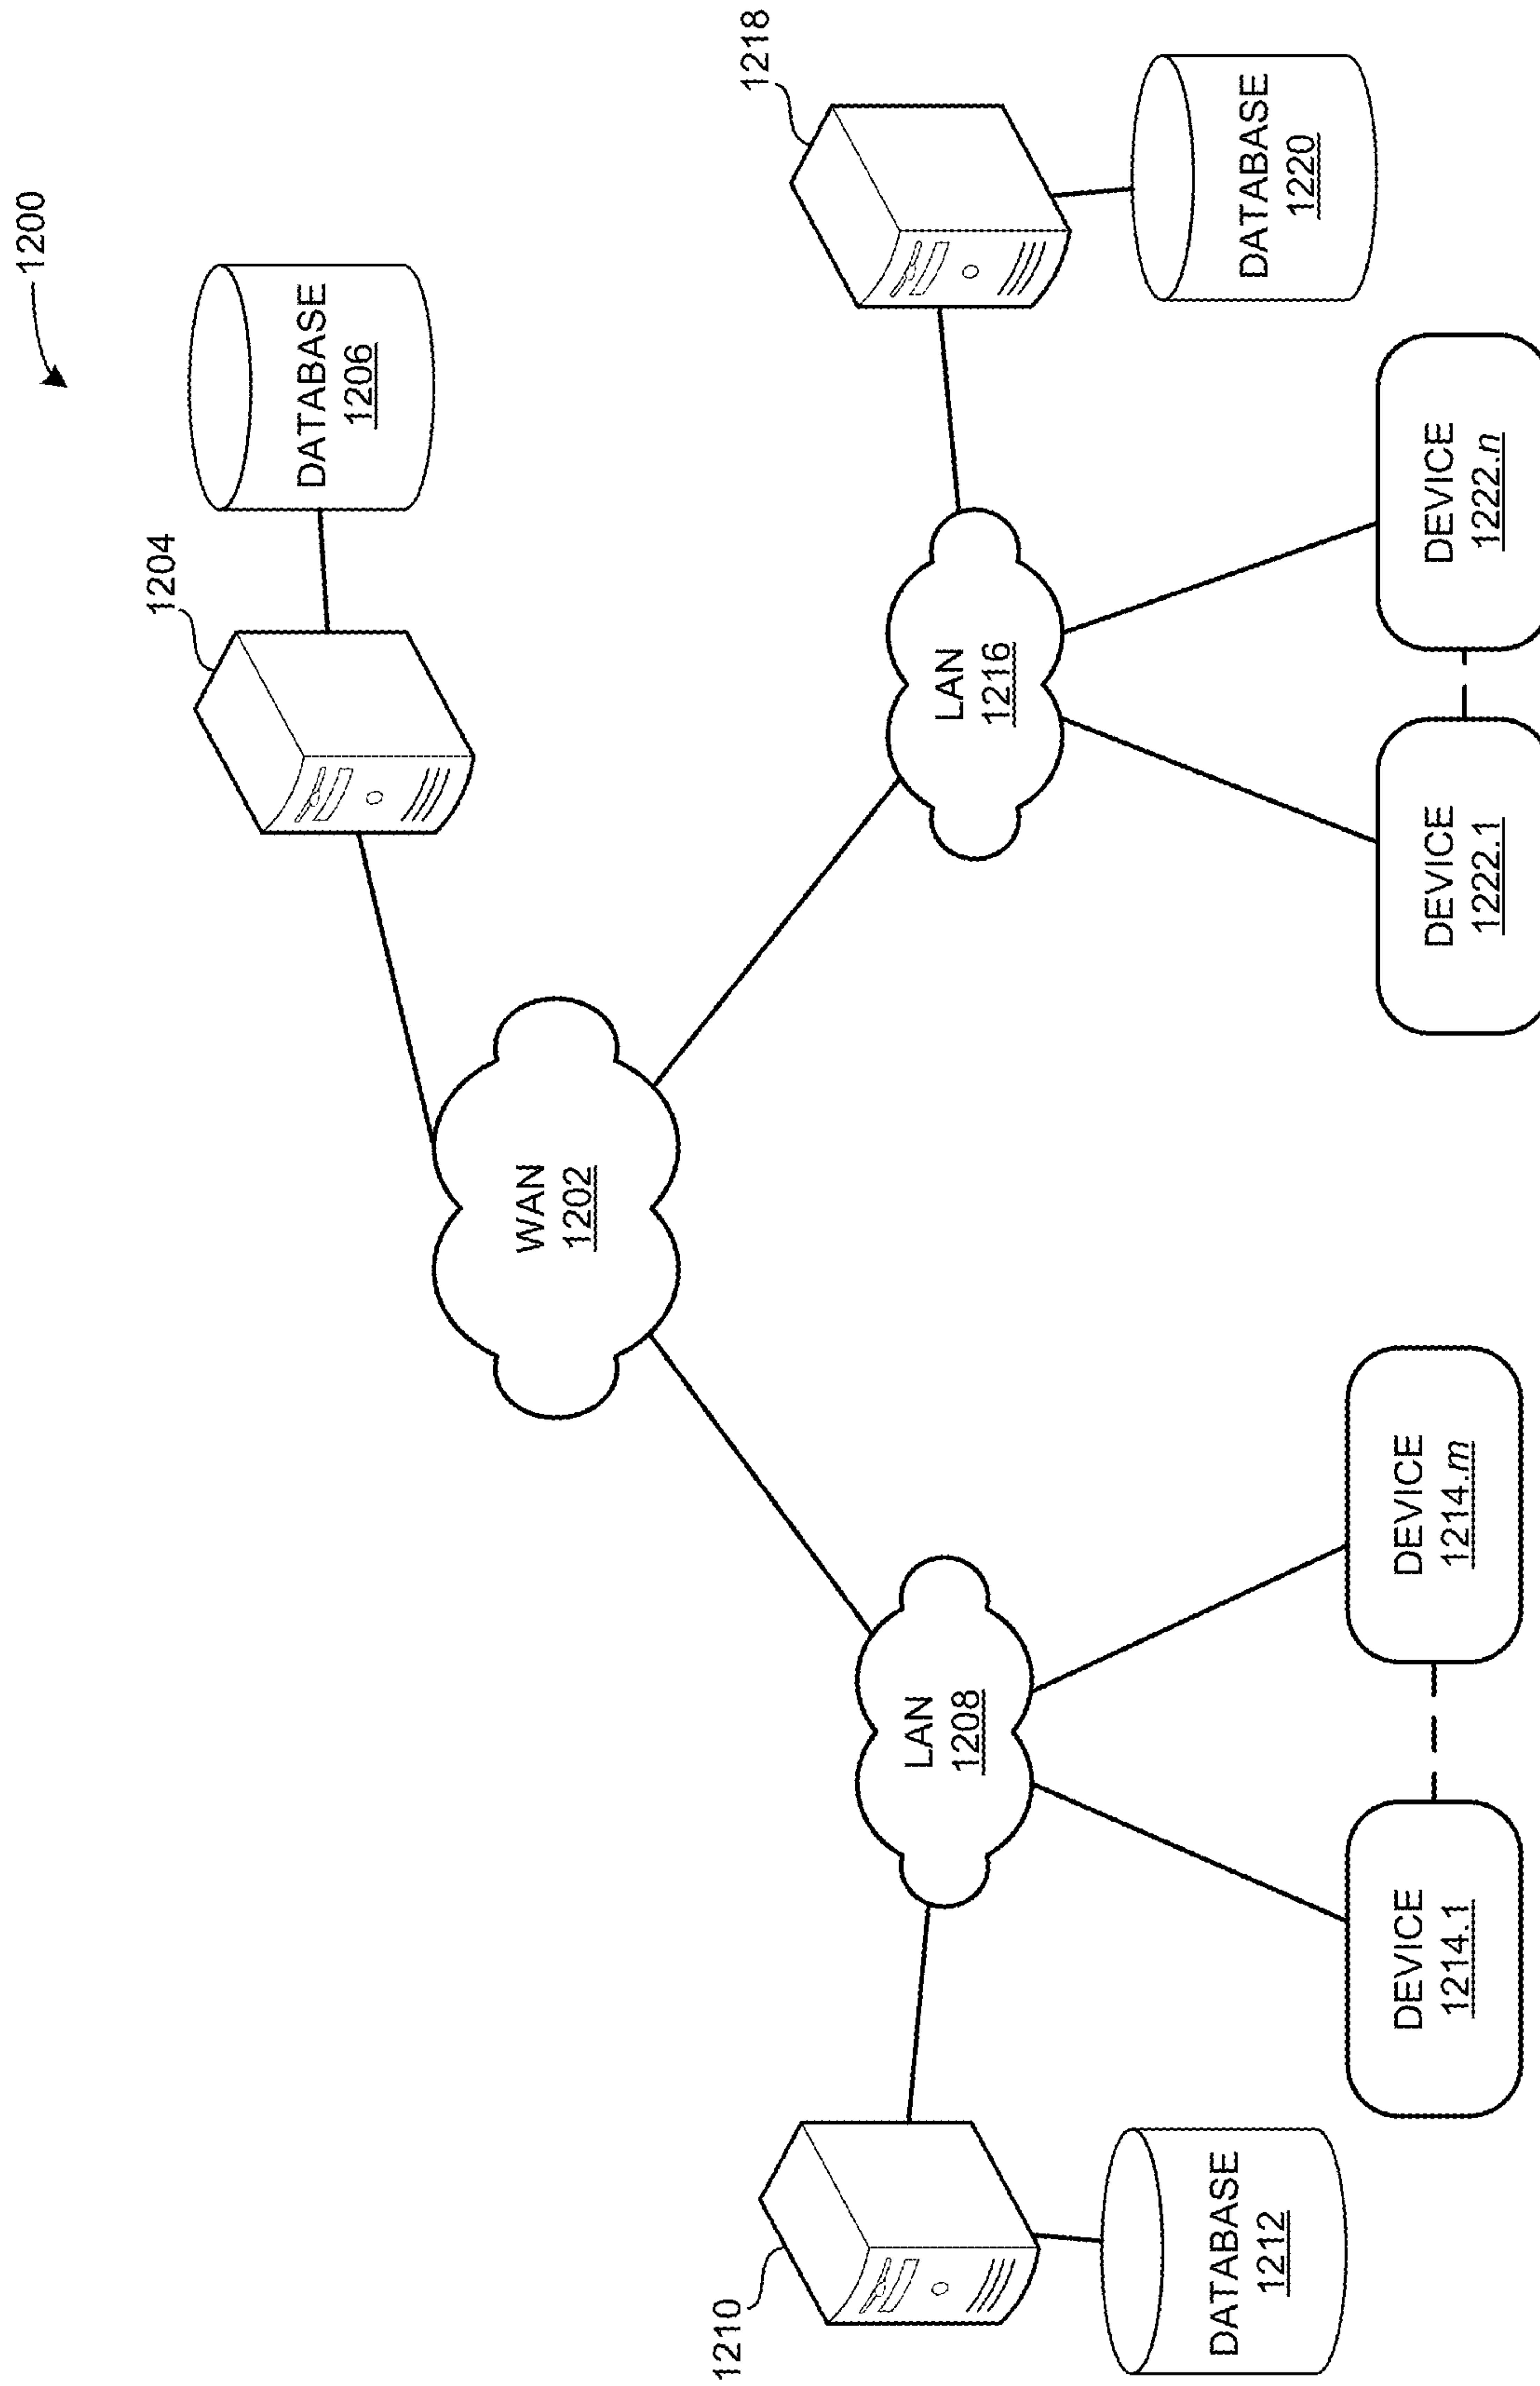 1200
1204
DATABASE
1206
WAN
1202
1210
1218
LAN
1208
LAN
1216
DATABASE
1212
DATABASE
1220
DEVICE
1214.1
DEVICE
1214.m
DEVICE
1222.1
DEVICE
1222.n